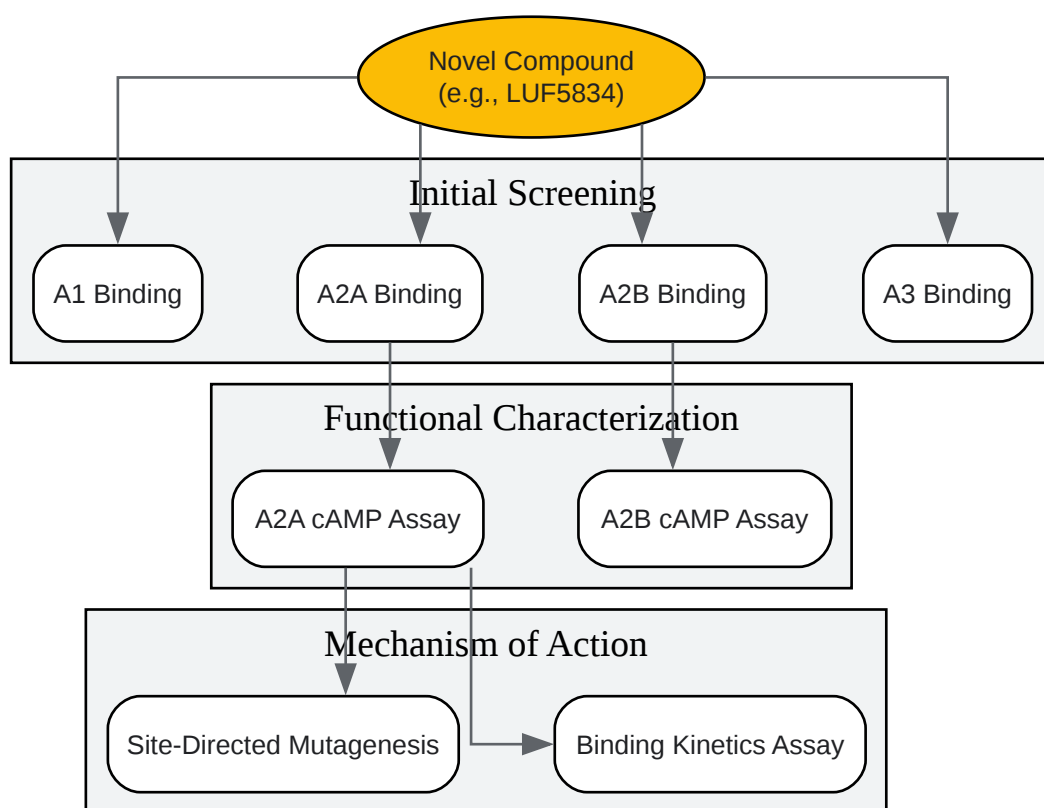 Novel Compound
(e.g., LUF5834)
Initial Screening
A1 Binding
A2A Binding
A2B Binding
A3 Binding
Functional Characterization
A2A cAMP Assay
A2B cAMP Assay
Mechanism of Action
Site-Directed Mutagenesis
Binding Kinetics Assay